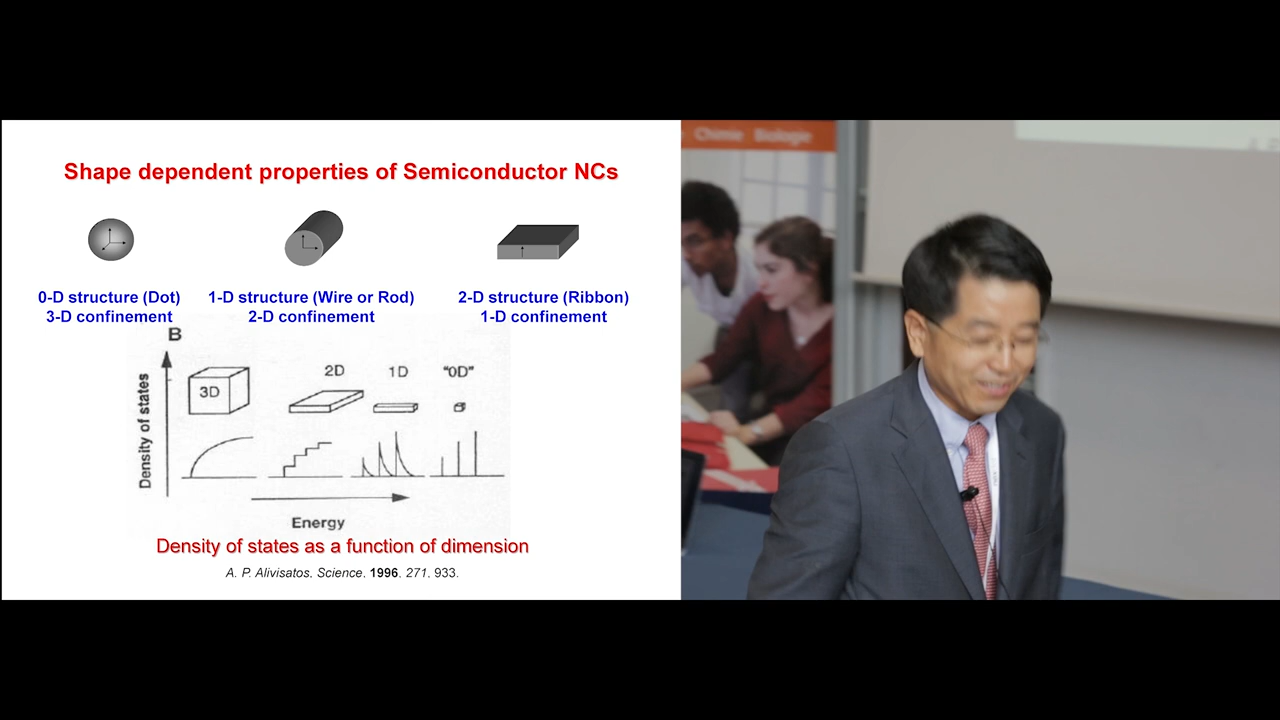 Shape dependent properties of Semiconductor NCs
0-D structure (Dot)
3-D confinement
1-D structure (Wire or Rod)
2-D confinement
2-D structure (Ribbon)
1-D confinement
B
Density of states
3D
2D
1D
"0D"
Energy
Density of states as a function of dimension
A. P. Alivisatos. Science. 1996. 271. 933.
Chimie Biologie